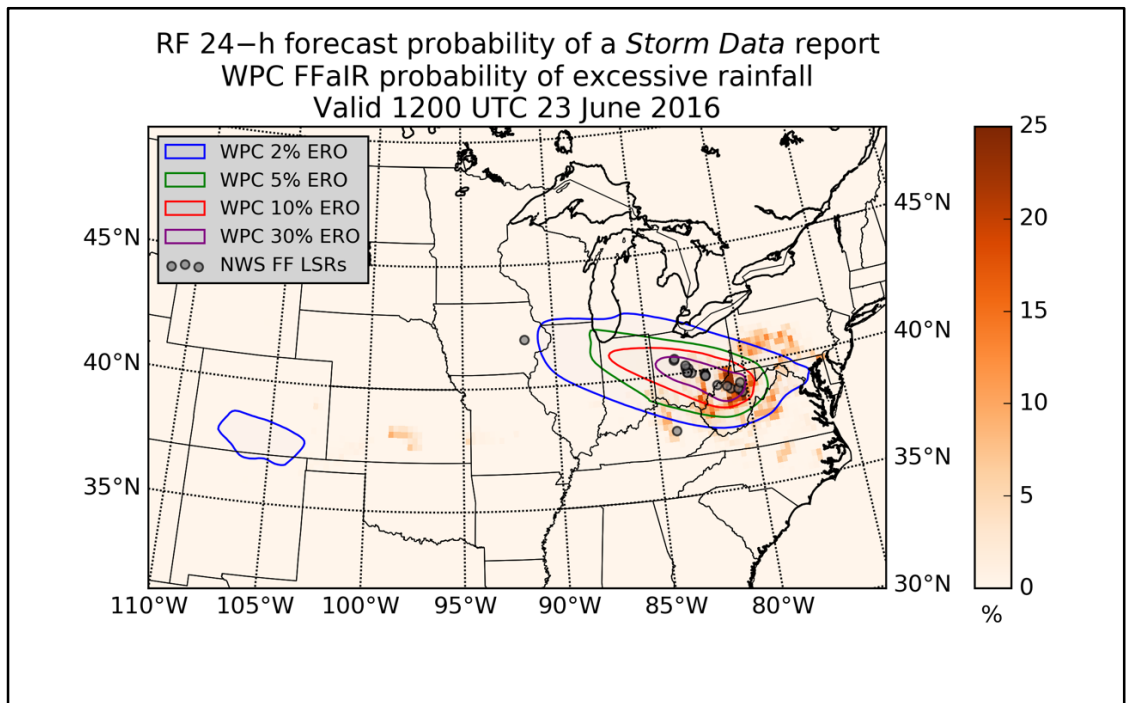 RF 24−h forecast probability of a Storm Data report
WPC FFaIR probability of excessive rainfall
Valid 1200 UTC 23 June 2016
WPC 2% ERO
WPC 5% ERO
WPC 10% ERO
WPC 30% ERO
NWS FF LSRs
45°N
40°N
35°N
45°N
40°N
35°N
30°N
110°W
105°W
100°W
95°W
90°W
85°W
80°W
25
20
15
10
5
0
%